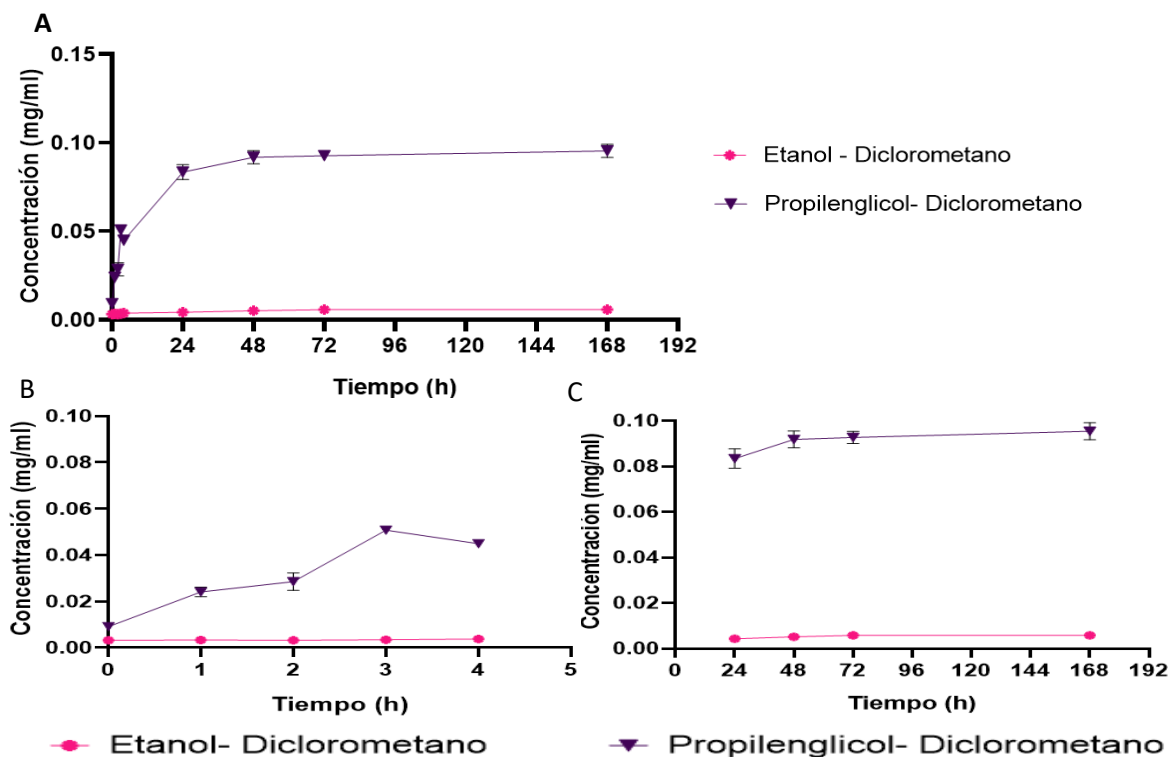 A
0.15
0.10
0.05
0.00
Concentración (mg/ml)
0 24 48 72 96 120 144 168 192
Tiempo (h)
Etanol - Diclorometano
Propilenglicol- Diclorometano
B
0.10
0.08
0.06
0.04
0.02
0.00
Concentración (mg/ml)
0 1 2 3 4 5
Tiempo (h)
C
0.10
0.08
0.06
0.04
0.02
0.00
Concentración (mg/ml)
0 24 48 72 96 120 144 168 192
Tiempo (h)
Etanol- Diclorometano
Propilenglicol- Diclorometano